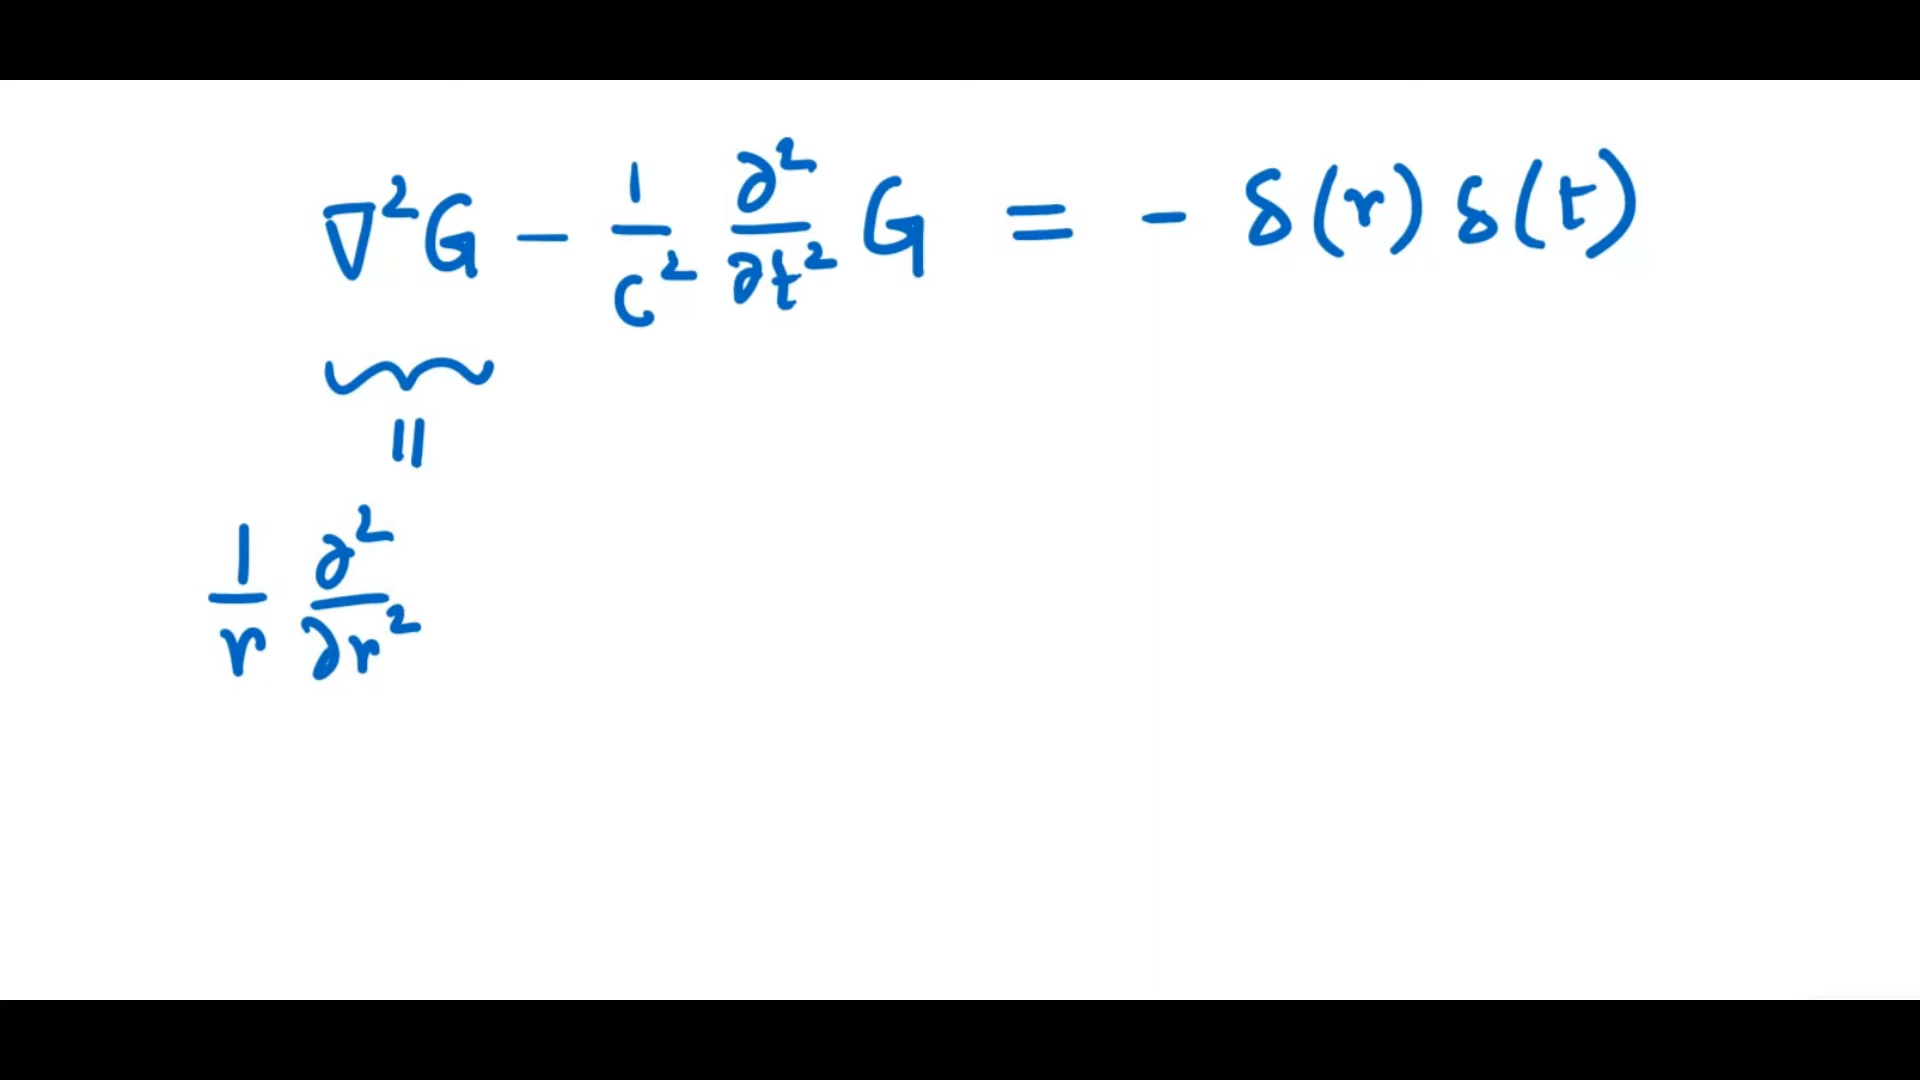 ∇²G − 1/c² ∂²/∂t² G = − δ(r) δ(t)
=
1/r ∂²/∂r²